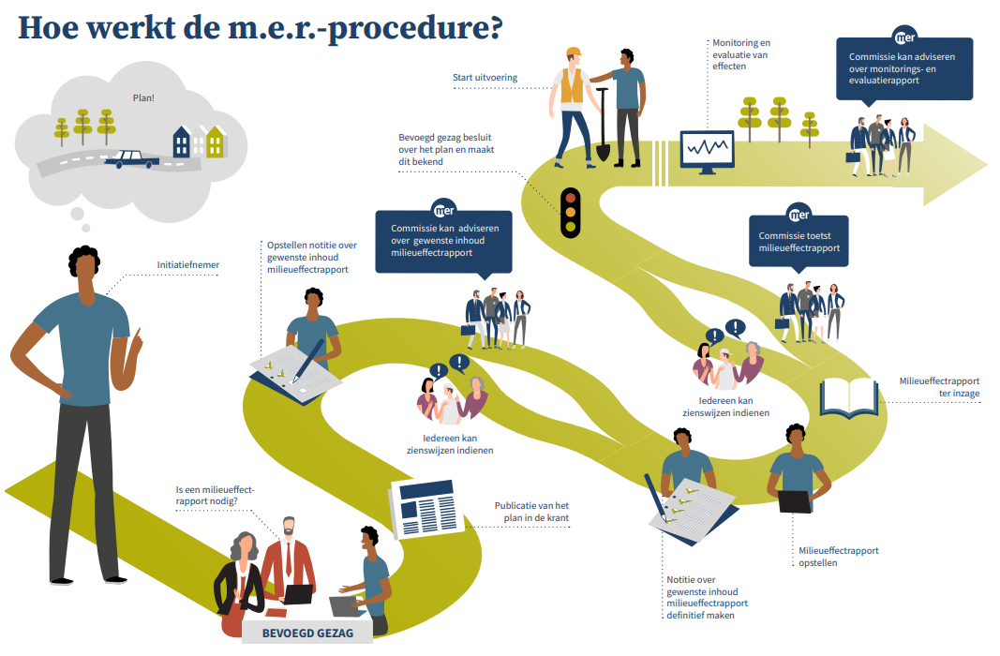 Hoe werkt de m.e.r.-procedure?
Plan!
Initiatiefnemer
Is een milieueffect-
rapport nodig?
BEVOEGD GEZAG
Publicatie van het
plan in de krant
Opstellen notitie over
gewenste inhoud
milieueffectrapport
mer
Commissie kan adviseren
over gewenste inhoud
milieueffectrapport
! !
Iedereen kan
zienswijzen indienen
Notitie over
gewenste inhoud
milieueffectrapport
definitief maken
Milieueffectrapport
opstellen
Milieueffectrapport
ter inzage
mer
Commissie toetst
milieueffectrapport
! !
Iedereen kan
zienswijzen indienen
Bevoegd gezag besluit
over het plan en maakt
dit bekend
Start uitvoering
Monitoring en
evaluatie van
effecten
mer
Commissie kan adviseren
over monitorings- en
evaluatierapport